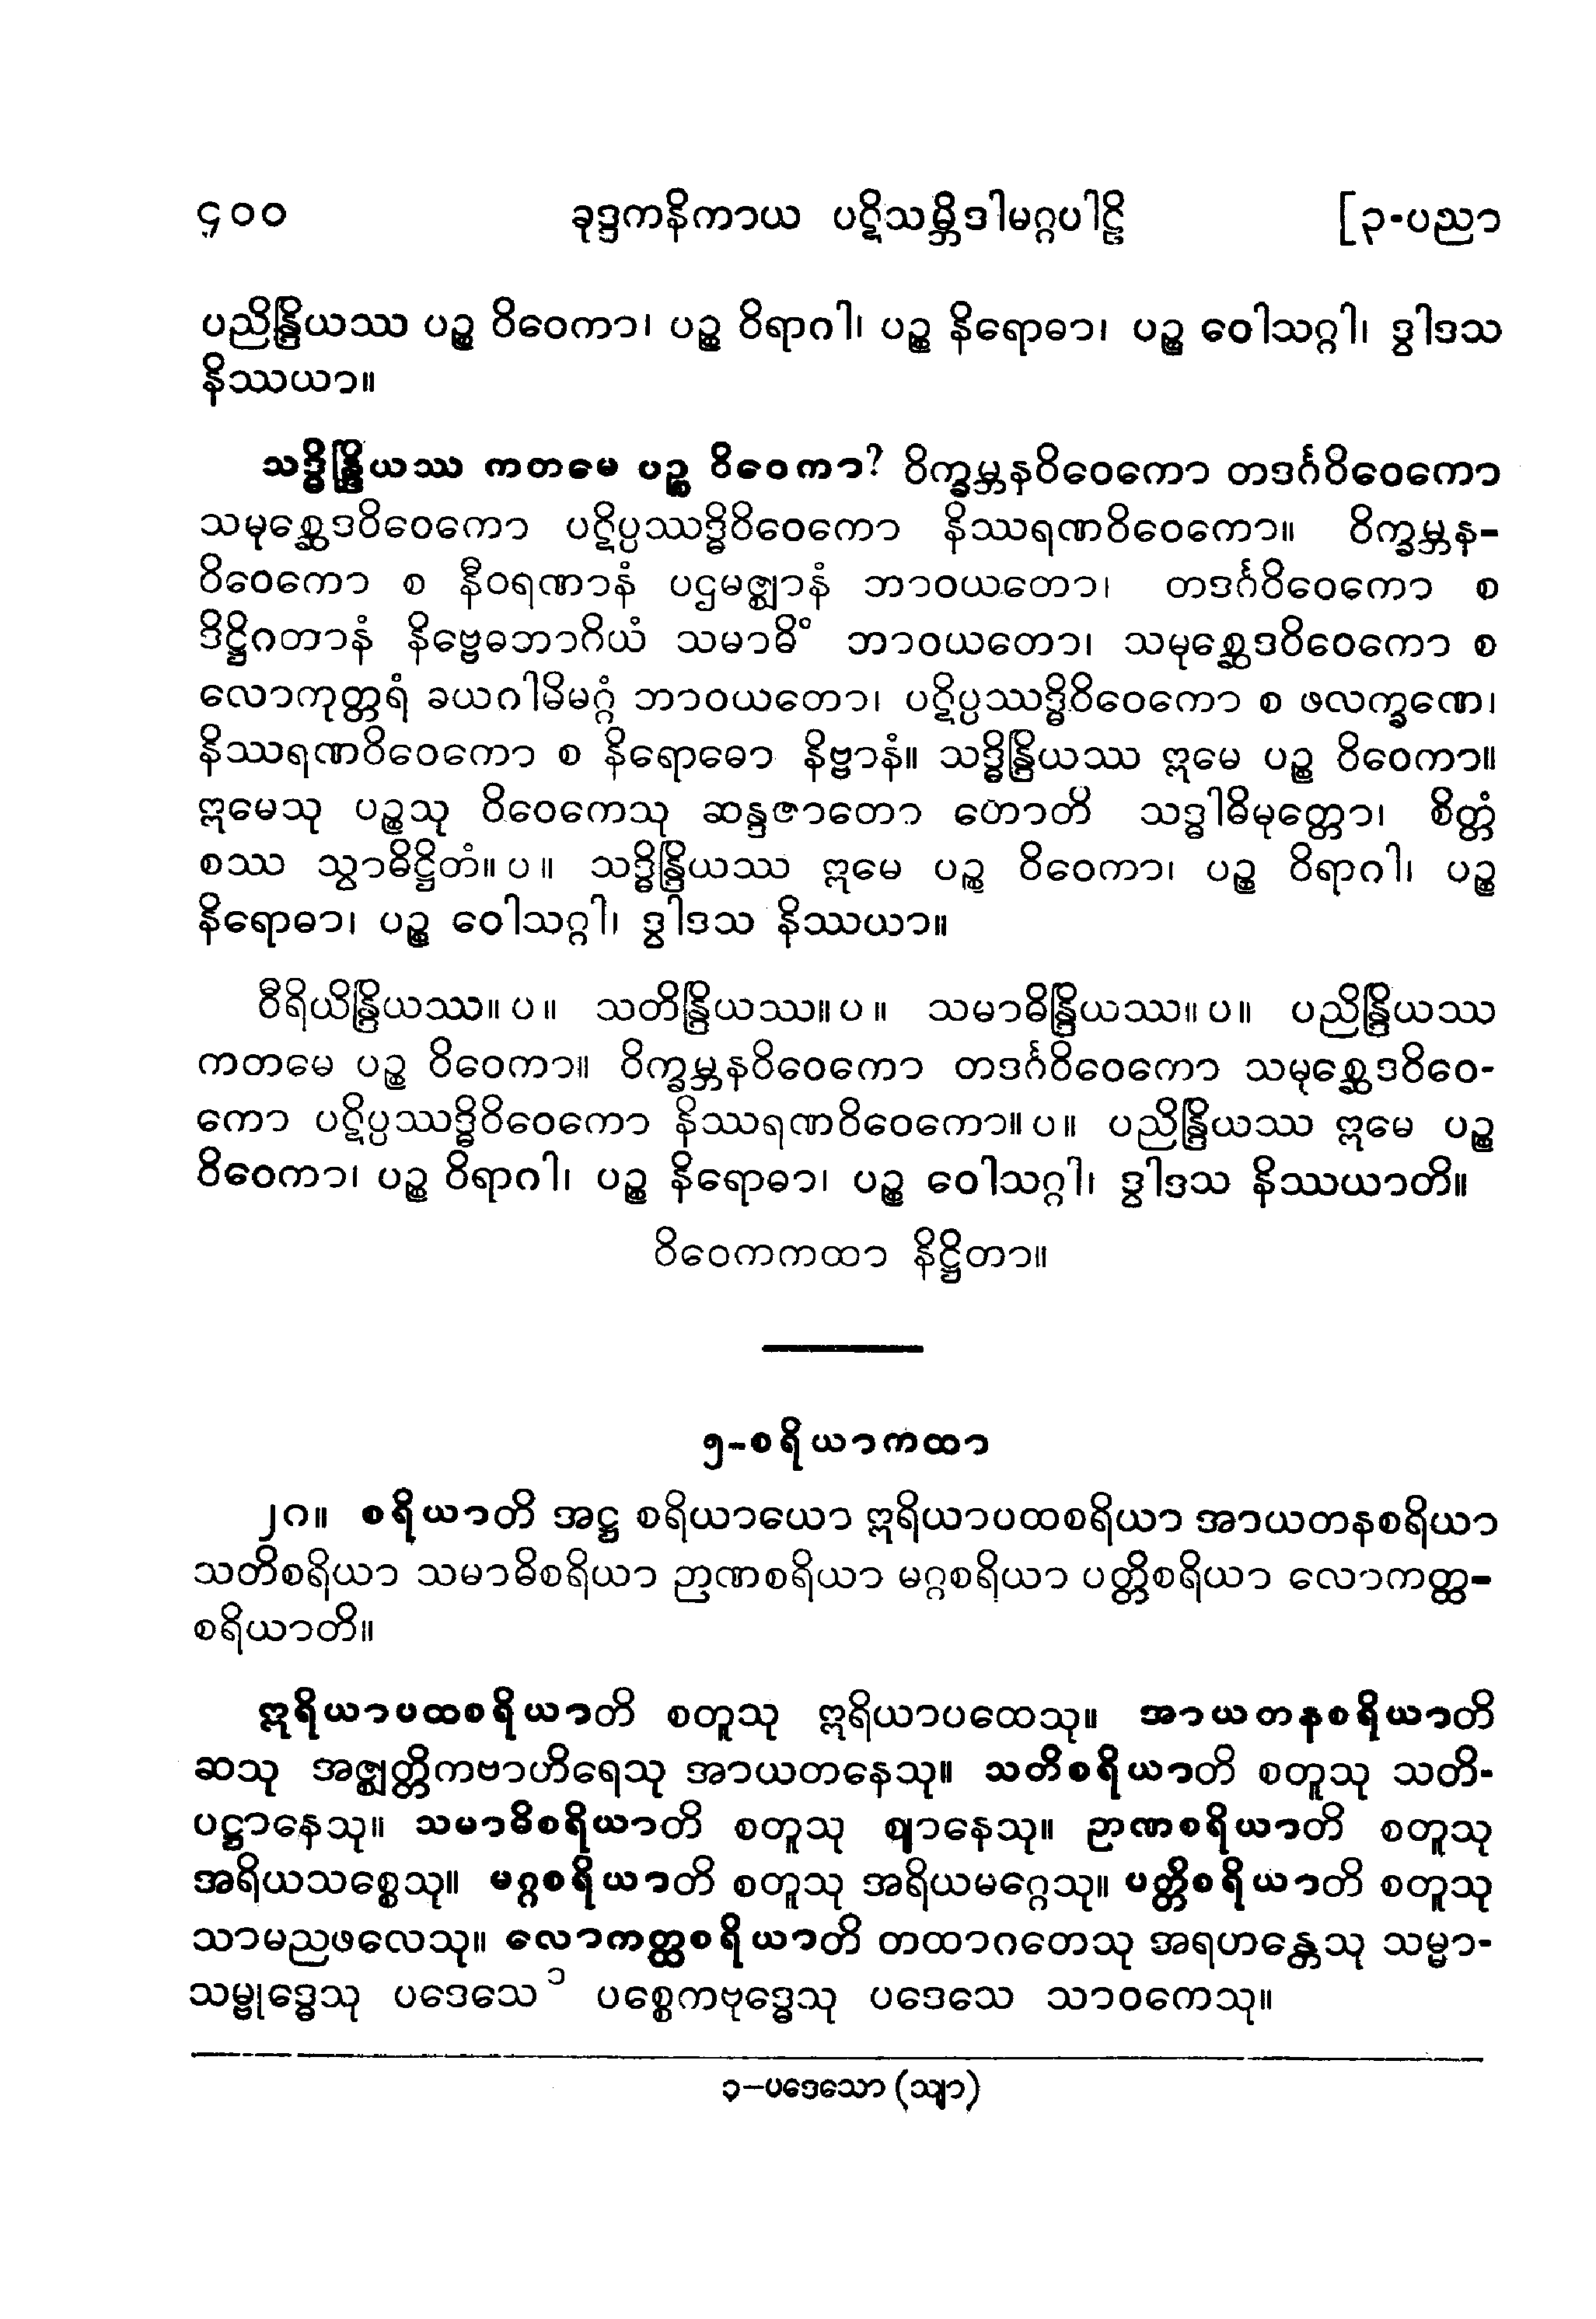 ၄၀၀ ခုဒ္ဒကနိကာယ ပဋိသမ္ဘိဒါမဂ္ဂပါဠိ [၃-ပညာ
ပညိန္ဒြိယဿ ပဉ္စ ဝိဝေကာ၊ ပဉ္စ ဝိရာဂါ၊ ပဉ္စ နိရောဓာ၊ ပဉ္စ ဝေါသဂ္ဂါ၊ ဒွါဒသ
နိဿယာ။
သဒ္ဓိန္ဒြိယဿ ကတမေ ပဉ္စ ဝိဝေကာ? ဝိက္ခမ္ဘနဝိဝေကော တဒင်္ဂဝိဝေကော
သမုစ္ဆေဒဝိဝေကော ပဋိပ္ပဿဒ္ဓိဝိဝေကော နိဿရဏဝိဝေကော။ ဝိက္ခမ္ဘန-
ဝိဝေကော စ နီဝရဏာနံ ပဌမဇ္ဈာနံ ဘာဝယတော၊ တဒင်္ဂဝိဝေကော စ
ဒိဋ္ဌိဂတာနံ နိဗ္ဗေဓဘာဂိယံ သမာဓိံ ဘာဝယတော၊ သမုစ္ဆေဒဝိဝေကော စ
လောကုတ္တရံ ခယဂါမိမဂ္ဂံ ဘာဝယတော၊ ပဋိပ္ပဿဒ္ဓိဝိဝေကော စ ဖလက္ခဏေ၊
နိဿရဏဝိဝေကော စ နိရောဓော နိဗ္ဗာနံ။ သဒ္ဓိန္ဒြိယဿ ဣမေ ပဉ္စ ဝိဝေကာ။
ဣမေသု ပဉ္စသု ဝိဝေကေသု ဆန္ဒဇာတော ဟောတိ သဒ္ဓါဓိမုတ္တော၊ စိတ္တံ
စဿ သွာဓိဋ္ဌိတံ။ ပ ။ သဒ္ဓိန္ဒြိယဿ ဣမေ ပဉ္စ ဝိဝေကာ၊ ပဉ္စ ဝိရာဂါ၊ ပဉ္စ
နိရောဓာ၊ ပဉ္စ ဝေါသဂ္ဂါ၊ ဒွါဒသ နိဿယာ။
ဝီရိယိန္ဒြိယဿ။ ပ ။ သတိန္ဒြိယဿ။ ပ ။ သမာဓိန္ဒြိယဿ။ ပ ။ ပညိန္ဒြိယဿ
ကတမေ ပဉ္စ ဝိဝေကာ။ ဝိက္ခမ္ဘနဝိဝေကော တဒင်္ဂဝိဝေကော သမုစ္ဆေဒဝိဝေ-
ကော ပဋိပ္ပဿဒ္ဓိဝိဝေကော နိဿရဏဝိဝေကော။ ပ ။ ပညိန္ဒြိယဿ ဣမေ ပဉ္စ
ဝိဝေကာ၊ ပဉ္စ ဝိရာဂါ၊ ပဉ္စ နိရောဓာ၊ ပဉ္စ ဝေါသဂ္ဂါ၊ ဒွါဒသ နိဿယာတိ။
ဝိဝေကကထာ နိဋ္ဌိတာ။
၅-စရိယာကထာ
၂၈။ စရိယာတိ အဋ္ဌ စရိယာယော ဣရိယာပထစရိယာ အာယတနစရိယာ
သတိစရိယာ သမာဓိစရိယာ ဉာဏစရိယာ မဂ္ဂစရိယာ ပတ္တိစရိယာ လောကတ္ထ-
စရိယာတိ။
ဣရိယာပထစရိယာတိ စတူသု ဣရိယာပထေသု။ အာယတနစရိယာတိ
ဆသု အဇ္ဈတ္တိကဗာဟိရေသု အာယတနေသု။ သတိစရိယာတိ စတူသု သတိ-
ပဋ္ဌာနေသု။ သမာဓိစရိယာတိ စတူသု ဈာနေသု။ ဉာဏစရိယာတိ စတူသု
အရိယသစ္စေသု။ မဂ္ဂစရိယာတိ စတူသု အရိယမဂ္ဂေသု။ ပတ္တိစရိယာတိ စတူသု
သာမညဖလေသု။ လောကတ္ထစရိယာတိ တထာဂတေသု အရဟန္တေသု သမ္မာ-
သမ္ဗုဒ္ဓေသု ပဒေသေ ၁ ပစ္စေကဗုဒ္ဓေသု ပဒေသေ သာဝကေသု။
၁-ပဒေသော (သျာ)